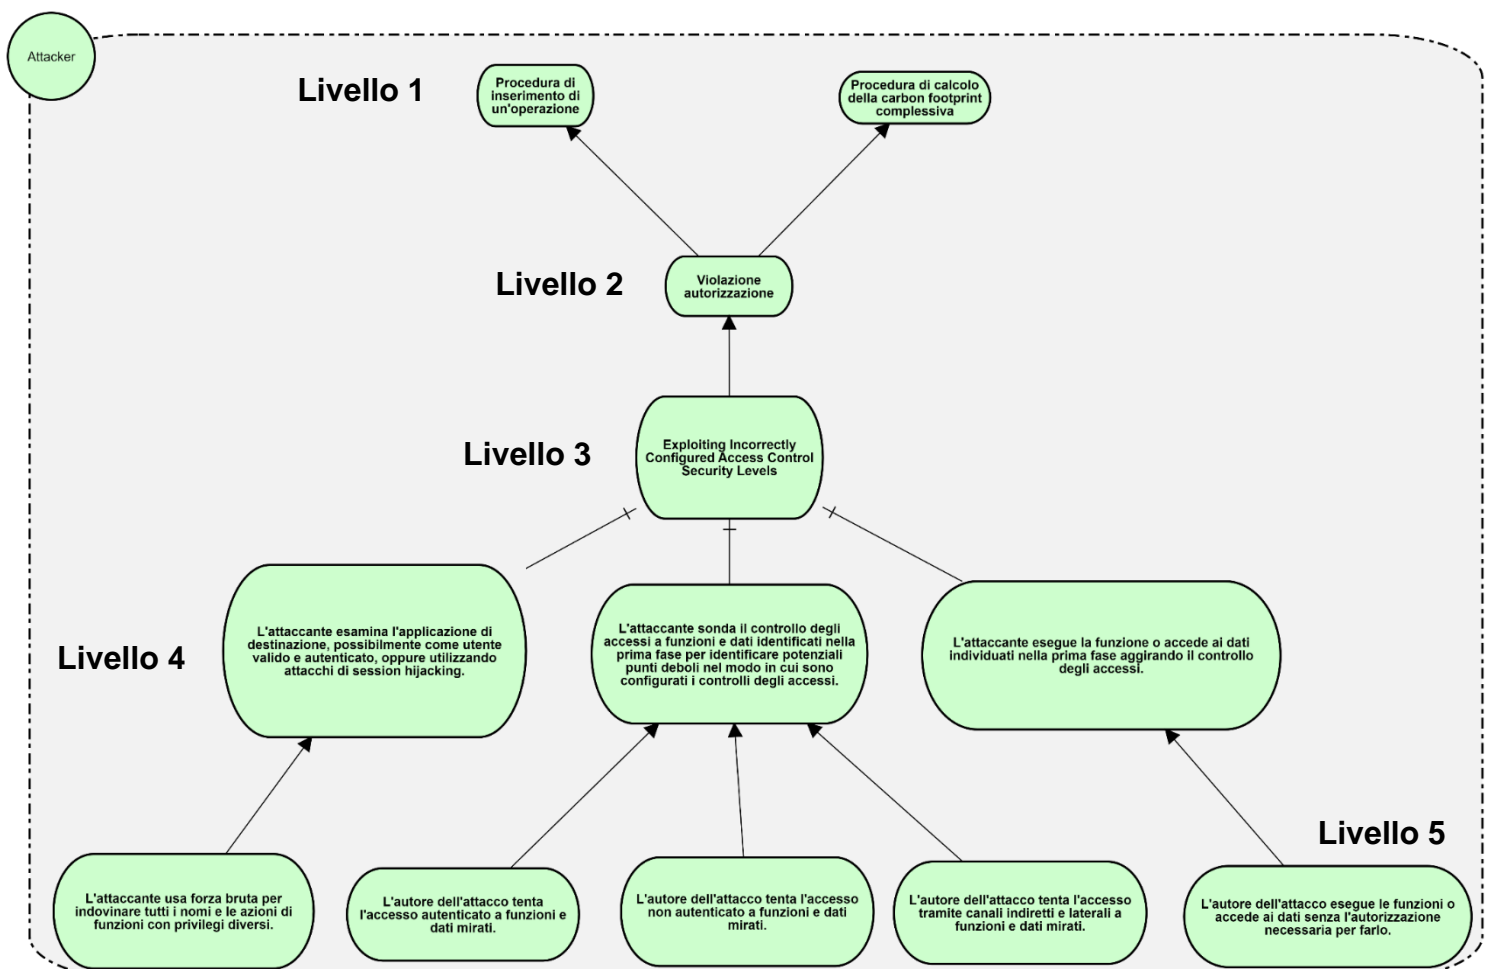 Attacker
Livello 1
Procedura di
inserimento di
un'operazione
Procedura di calcolo
della carbon footprint
complessiva
Livello 2
Violazione
autorizzazione
Livello 3
Exploiting Incorrectly
Configured Access Control
Security Levels
Livello 4
L'attaccante esamina l'applicazione di
destinazione, possibilmente come utente
valido e autenticato, oppure utilizzando
attacchi di session hijacking.
L'attaccante sonda il controllo degli
accessi a funzioni e dati identificati nella
prima fase per identificare potenziali
punti deboli nel modo in cui sono
configurati i controlli degli accessi.
L'attaccante esegue la funzione o accede ai dati
individuati nella prima fase aggirando il controllo
degli accessi.
Livello 5
L'attaccante usa forza bruta per
indovinare tutti i nomi e le azioni di
funzioni con privilegi diversi.
L'autore dell'attacco tenta
l'accesso autenticato a funzioni e
dati mirati.
L'autore dell'attacco tenta l'accesso
non autenticato a funzioni e dati
mirati.
L'autore dell'attacco tenta l'accesso
tramite canali indiretti e laterali a
funzioni e dati mirati.
L'autore dell'attacco esegue le funzioni o
accede ai dati senza l'autorizzazione
necessaria per farlo.